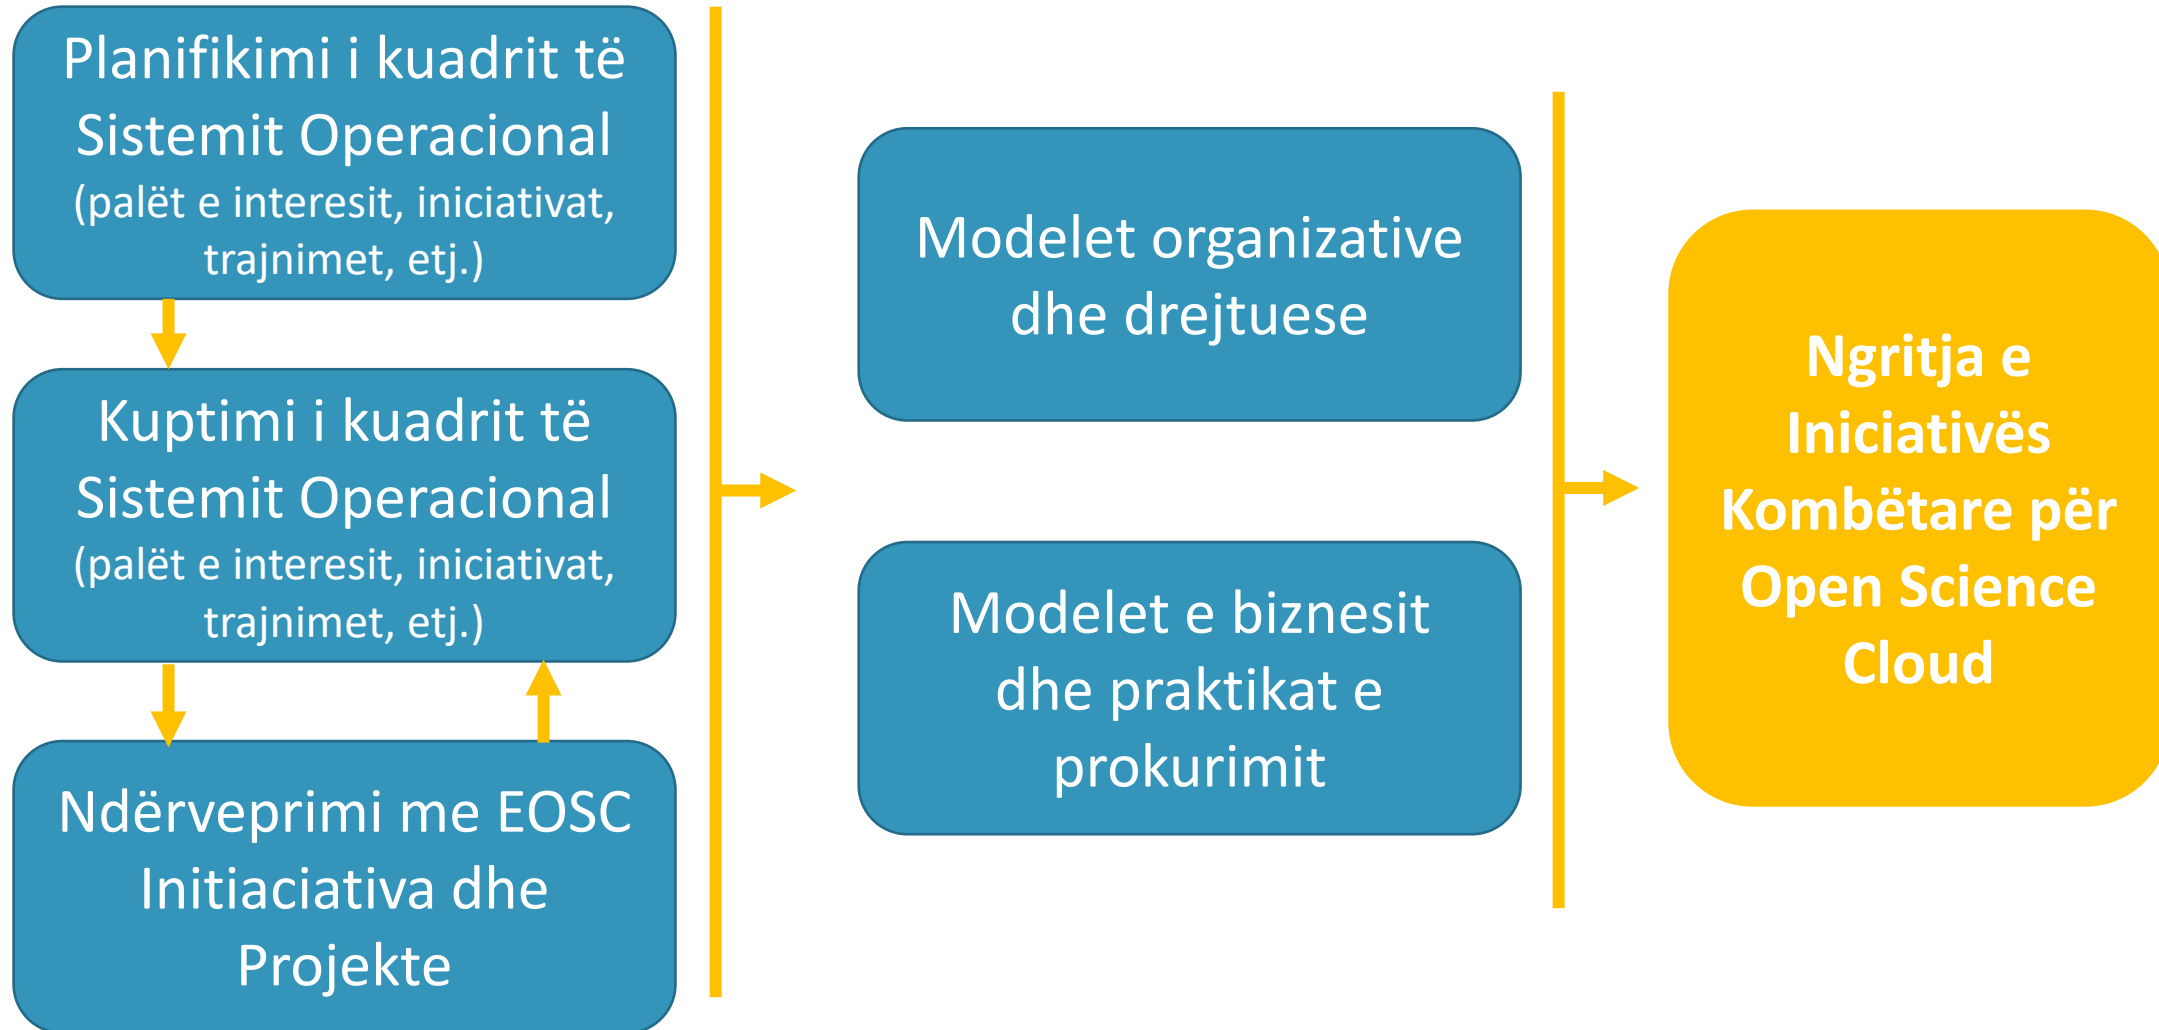 Planifikimi i kuadrit të
Sistemit Operacional
(palët e interesit, iniciativat,
trajnimet, etj.)
Kuptimi i kuadrit të
Sistemit Operacional
(palët e interesit, iniciativat,
trajnimet, etj.)
Ndërveprimi me EOSC
Initiaciativa dhe
Projekte
Modelet organizative
dhe drejtuese
Modelet e biznesit
dhe praktikat e
prokurimit
Ngritja e
Iniciativës
Kombëtare për
Open Science
Cloud